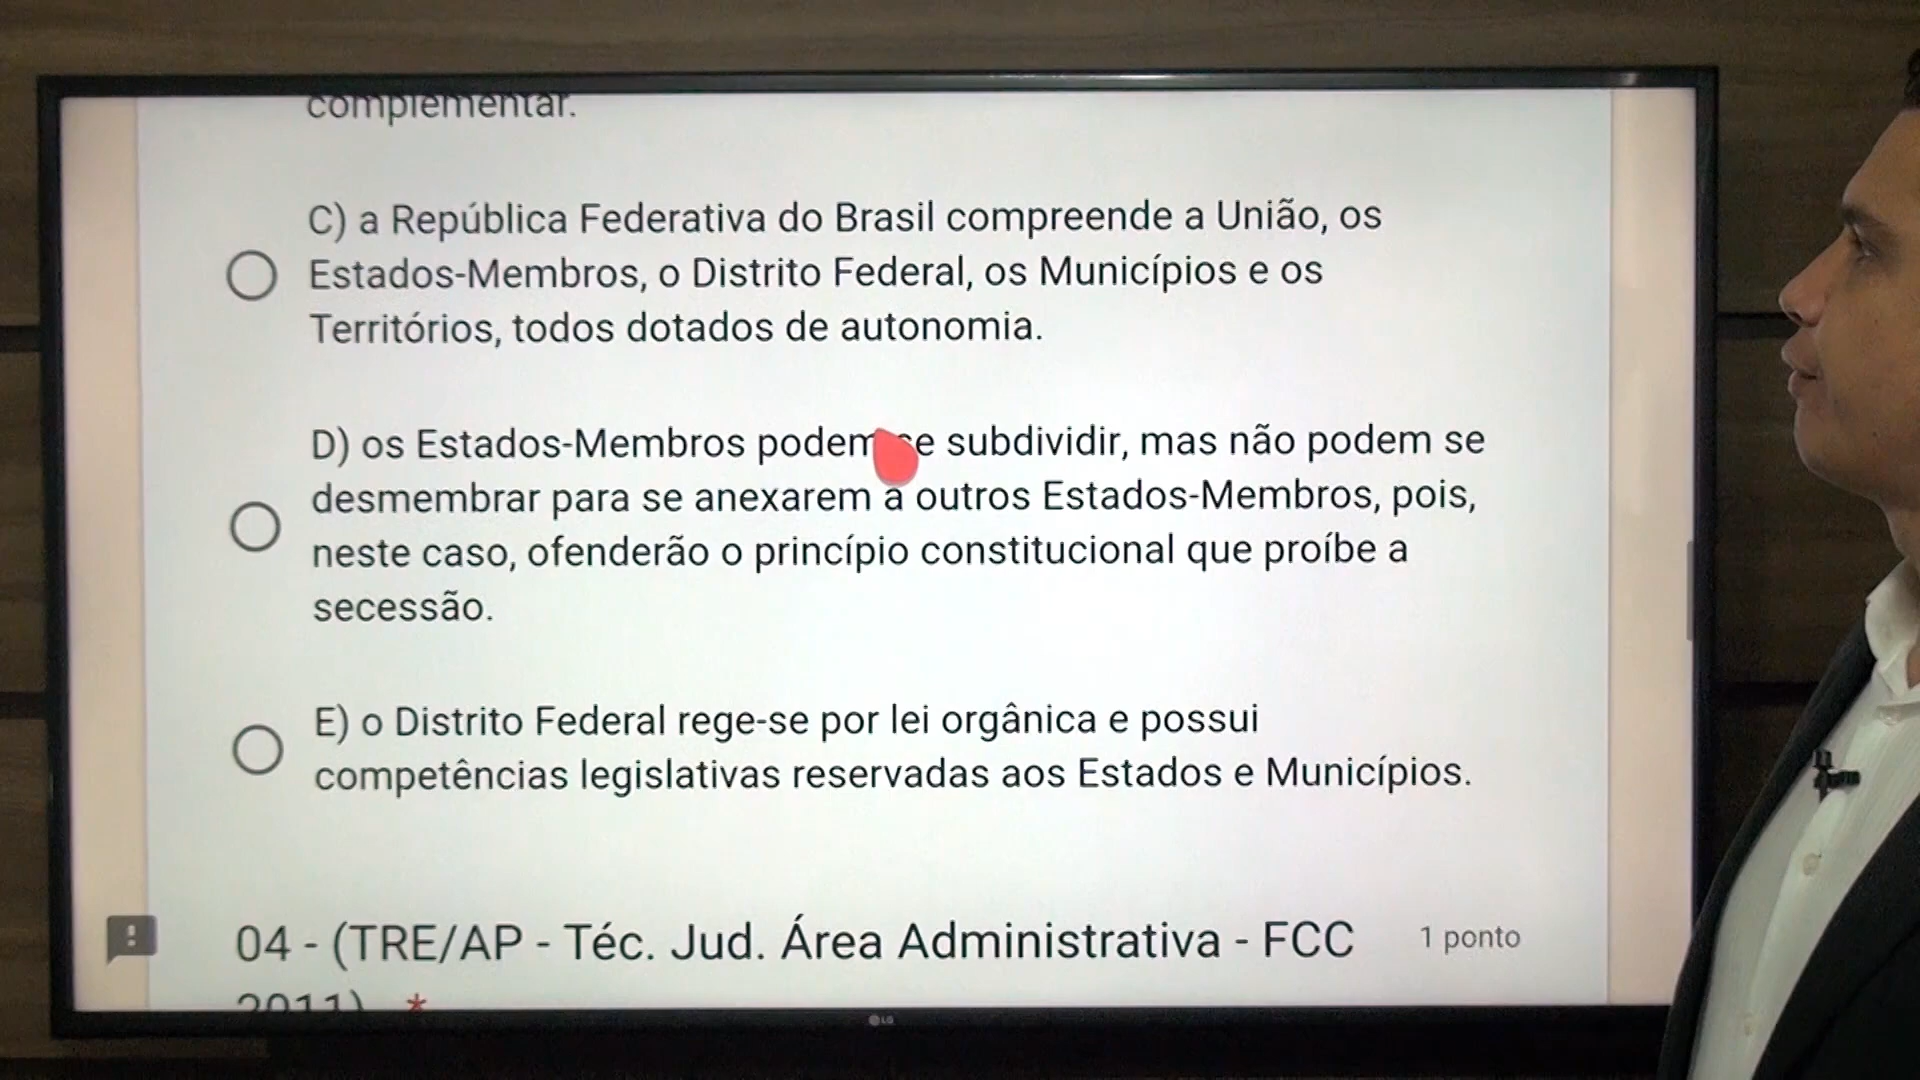 complementar.
C) a República Federativa do Brasil compreende a União, os
Estados-Membros, o Distrito Federal, os Municípios e os
Territórios, todos dotados de autonomia.
D) os Estados-Membros podem se subdividir, mas não podem se
desmembrar para se anexarem a outros Estados-Membros, pois,
neste caso, ofenderão o princípio constitucional que proíbe a
secessão.
E) o Distrito Federal rege-se por lei orgânica e possui
competências legislativas reservadas aos Estados e Municípios.
04 - (TRE/AP - Téc. Jud. Área Administrativa - FCC
1 ponto
2011) *
LG